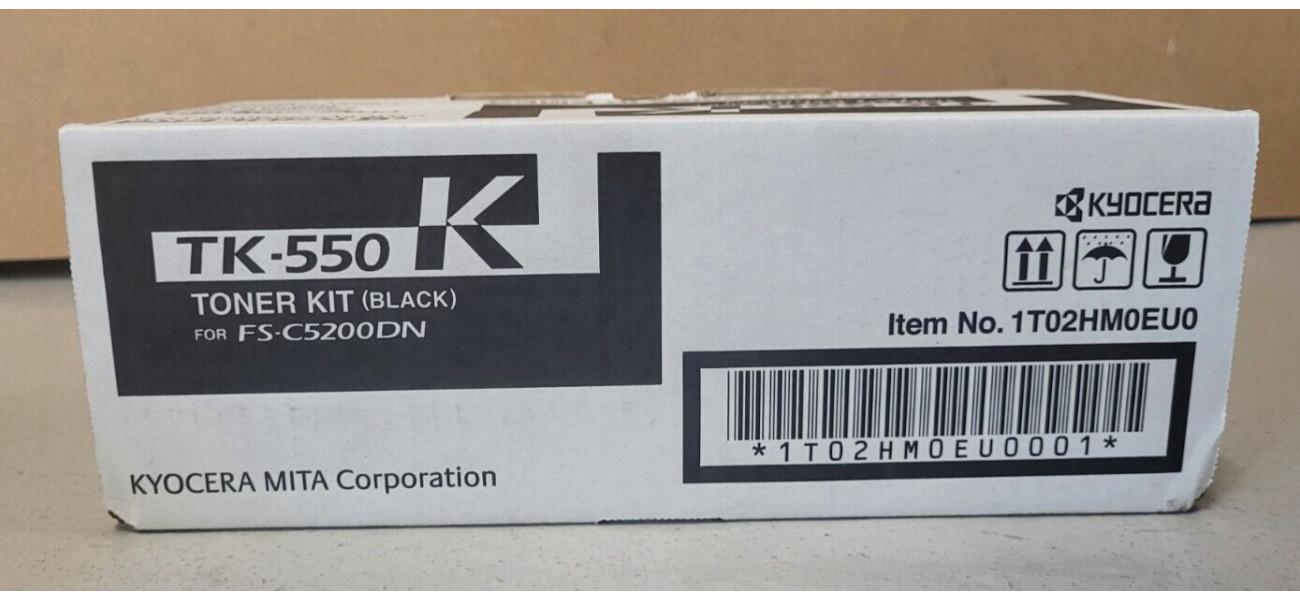 TK-550 K
TONER KIT (BLACK)
FOR FS-C5200DN
KYOCERA MITA Corporation
KYOCERA
Item No. 1T02HM0EU0
*1T02HM0EU0001*